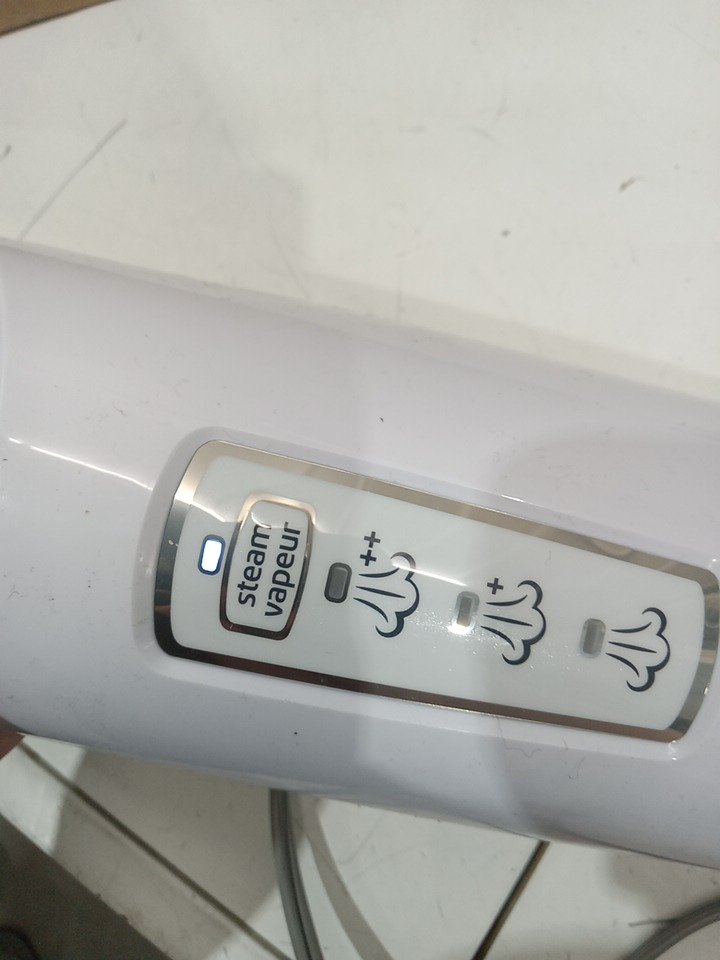 steam
vapeur
++
+